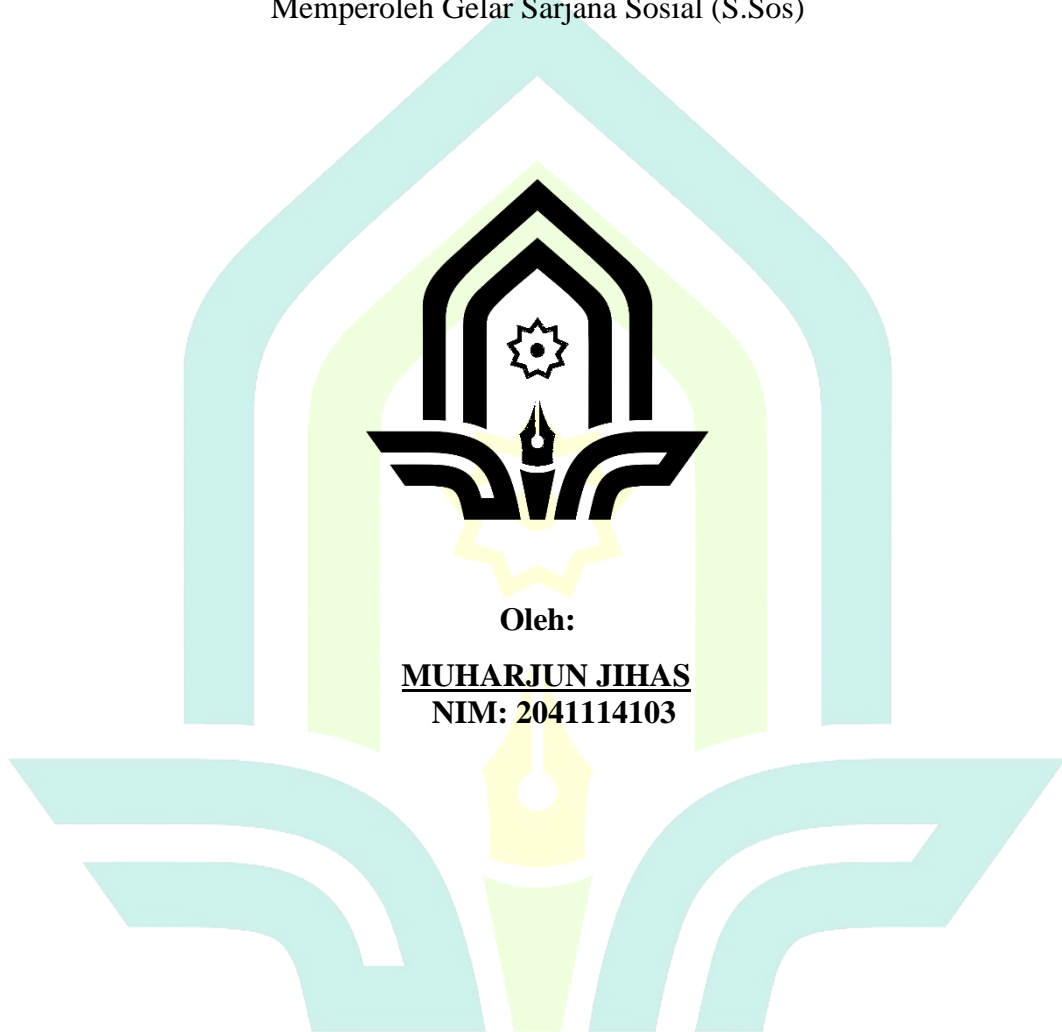 Memperoleh Gelar Sarjana Sosial (S.Sos)
Oleh:
MUHARJUN JIHAS
NIM: 2041114103